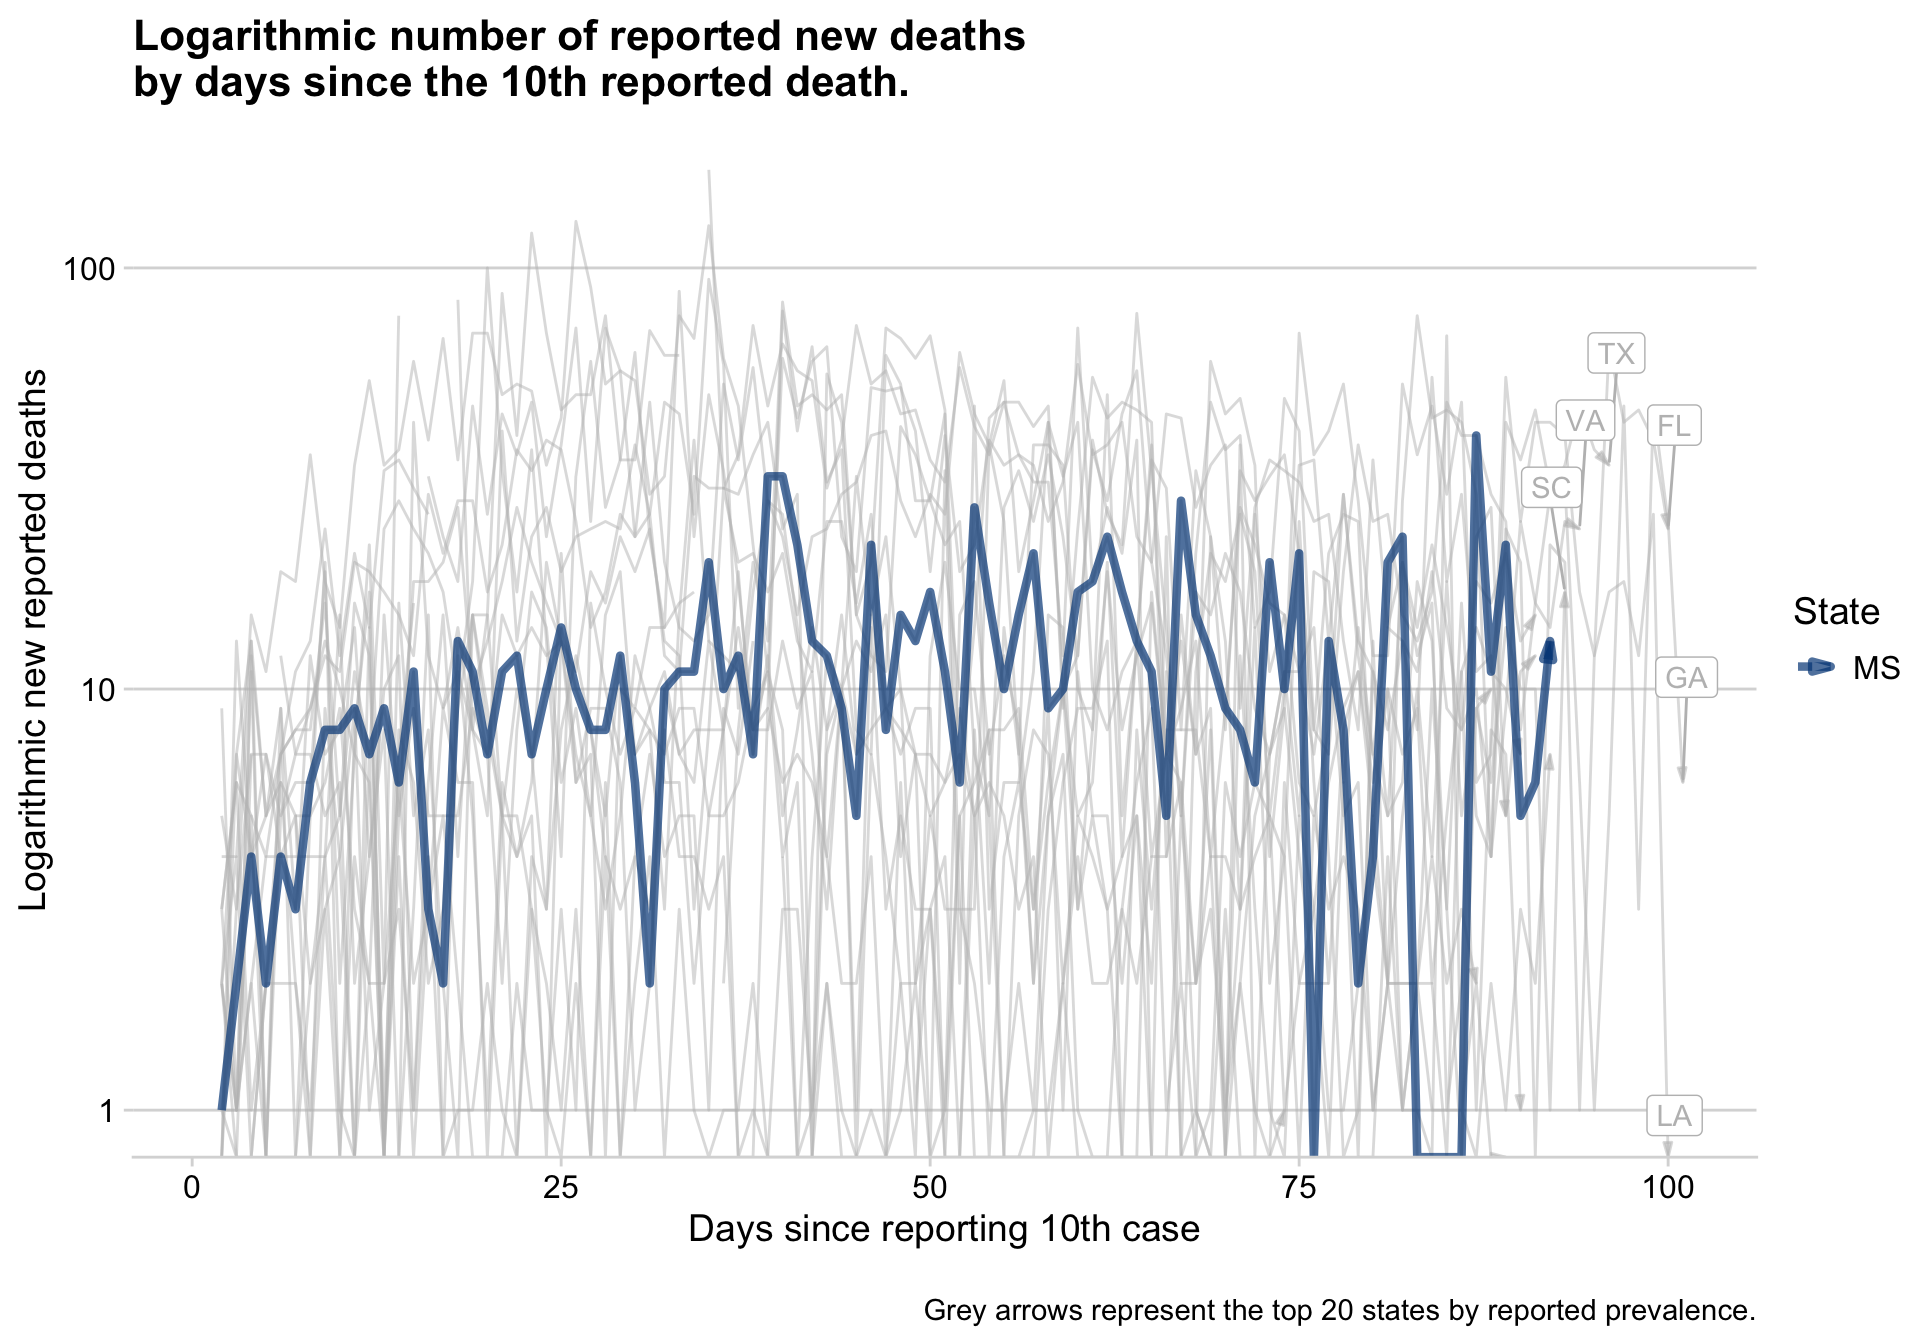 Logarithmic number of reported new deaths
by days since the 10th reported death.
Logarithmic new reported deaths
100
10
1
TX
VA
FL
SC
GA
LA
State
MS
0
25
50
75
100
Days since reporting 10th case
Grey arrows represent the top 20 states by reported prevalence.